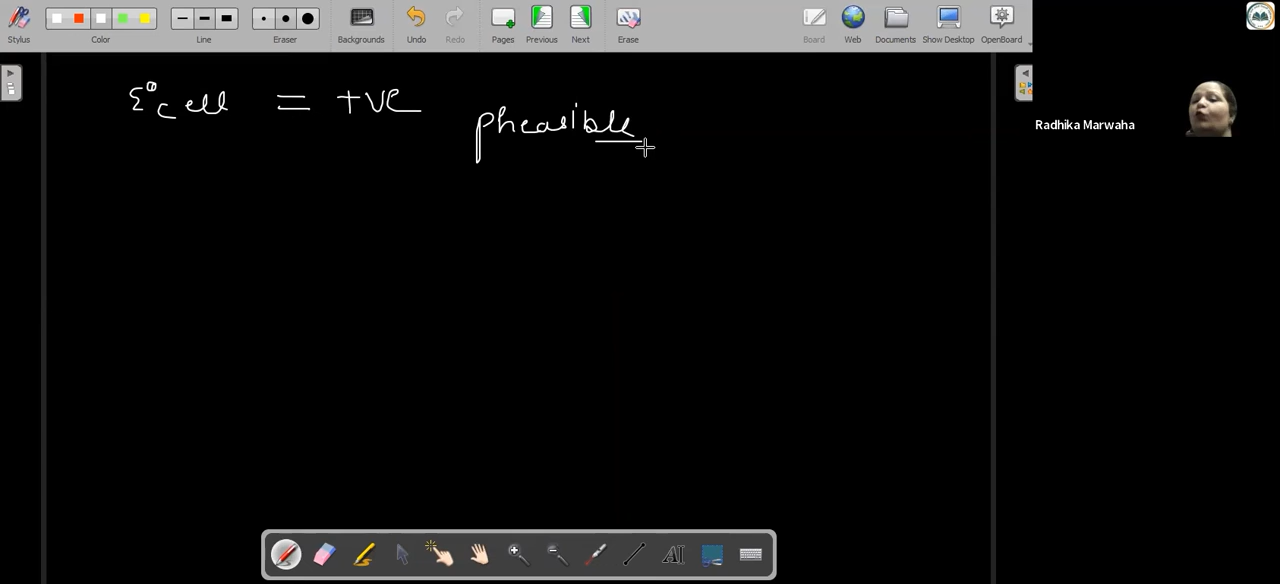 Stylus Color Line Eraser Backgrounds Undo Redo Pages Previous Next Erase Board Web Documents Show Desktop OpenBoard
Ɛ°cell = +ve
pheasible
Radhika Marwaha
AI